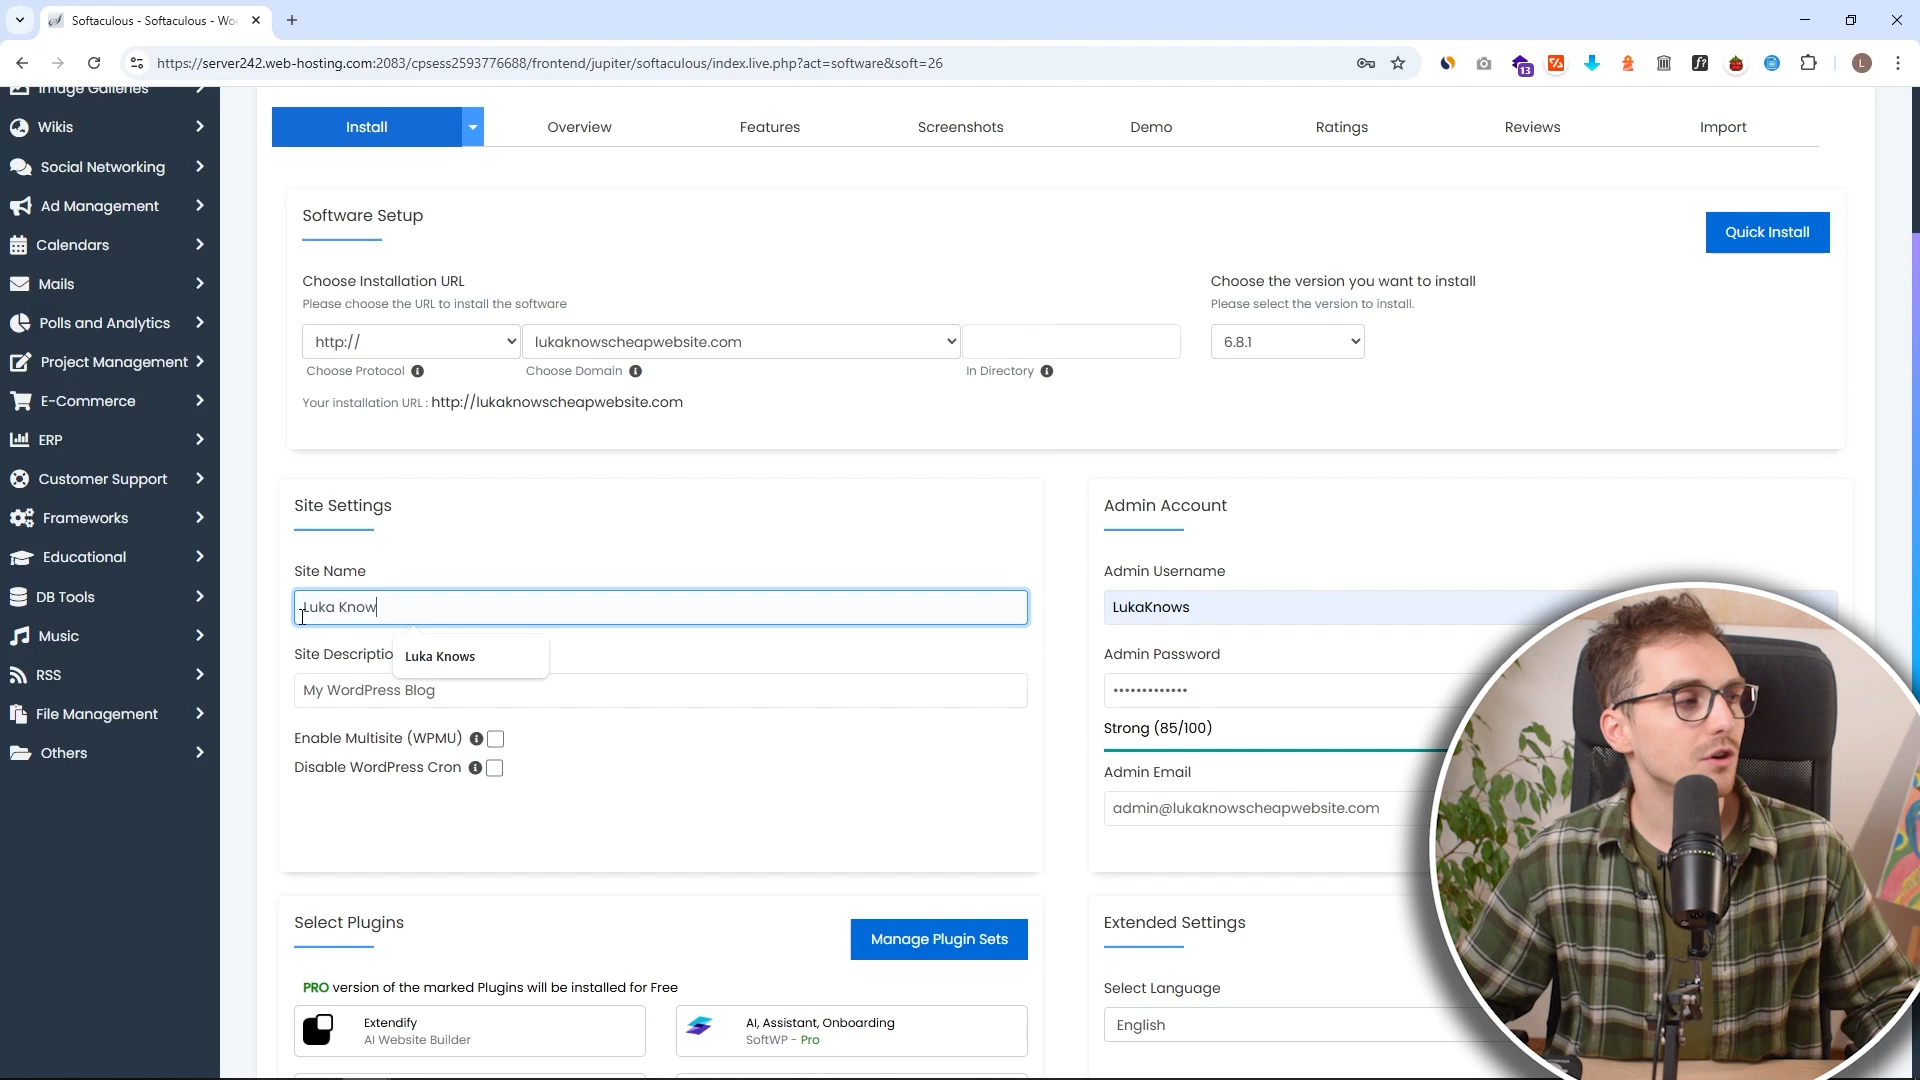 Softaculous - Softaculous - Wo
https://server242.web-hosting.com:2083/cpsess2593776688/frontend/jupiter/softaculous/index.live.php?act=software&soft=26
13
L
Image Galleries
Wikis
Social Networking
Ad Management
Calendars
Mails
Polls and Analytics
Project Management
E-Commerce
ERP
Customer Support
Frameworks
Educational
DB Tools
Music
RSS
File Management
Others
Install
Overview
Features
Screenshots
Demo
Ratings
Reviews
Import
Software Setup
Quick Install
Choose Installation URL
Please choose the URL to install the software
http://
lukaknowscheapwebsite.com
Choose Protocol
Choose Domain
In Directory
Your installation URL : http://lukaknowscheapwebsite.com
Choose the version you want to install
Please select the version to install.
6.8.1
Site Settings
Site Name
Luka Know
Luka Knows
Site Descriptio
My WordPress Blog
Enable Multisite (WPMU)
Disable WordPress Cron
Admin Account
Admin Username
LukaKnows
Admin Password
•••••••••••••
Strong (85/100)
Admin Email
admin@lukaknowscheapwebsite.com
Select Plugins
Manage Plugin Sets
PRO version of the marked Plugins will be installed for Free
Extendify
AI Website Builder
AI, Assistant, Onboarding
SoftWP - Pro
Extended Settings
Select Language
English